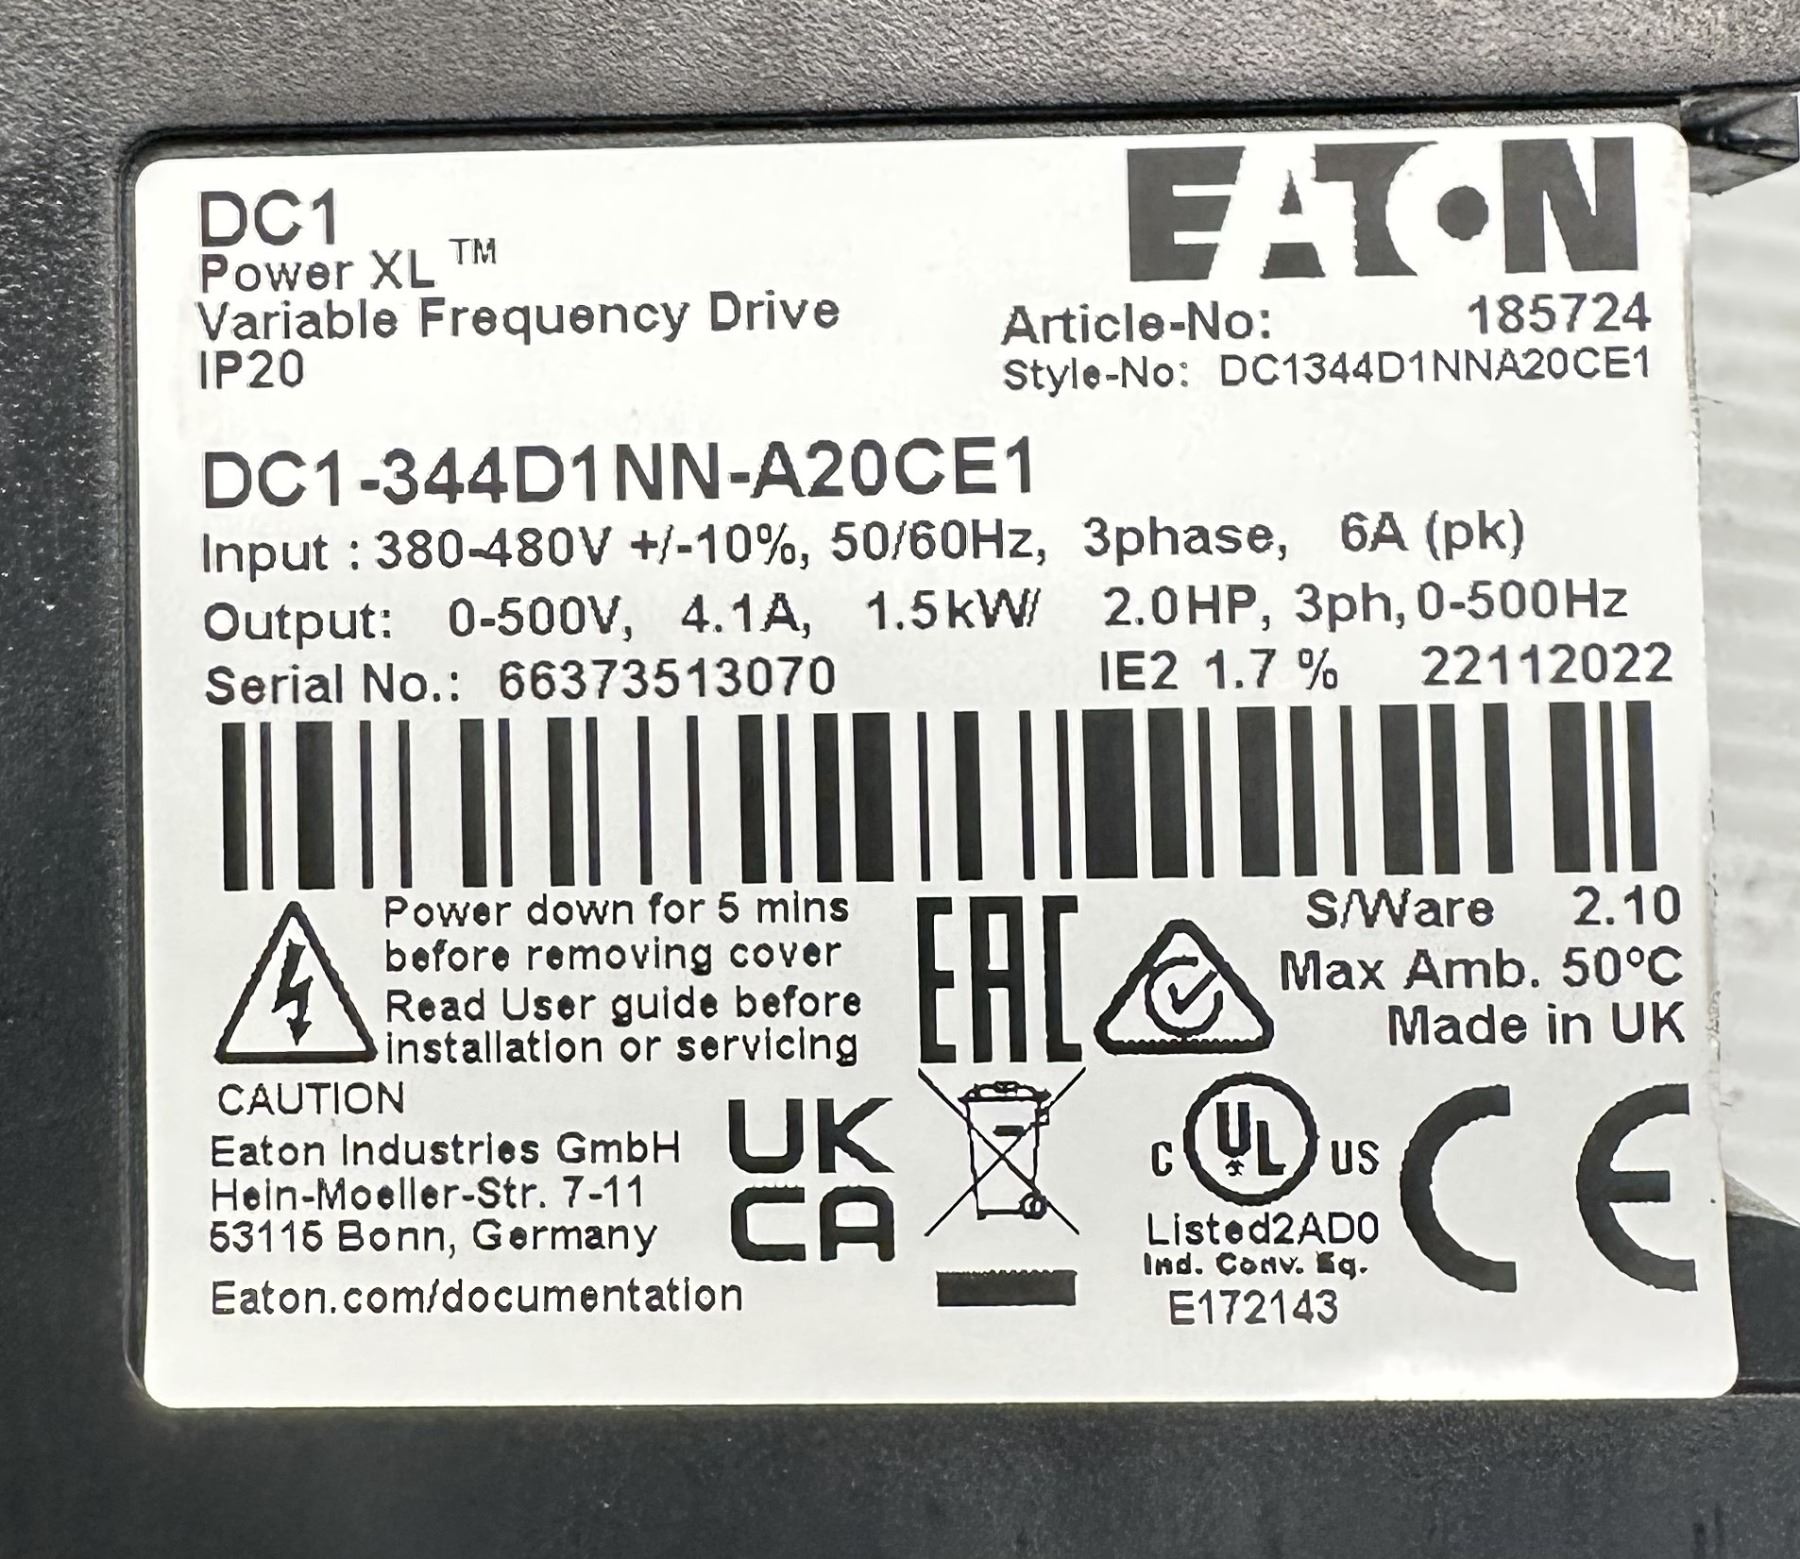 DC1
Power XL™
Variable Frequency Drive
IP20
EATON
Article-No: 185724
Style-No: DC1344D1NNA20CE1
DC1-344D1NN-A20CE1
Input : 380-480V +/-10%, 50/60Hz, 3phase, 6A (pk)
Output: 0-500V, 4.1A, 1.5kW/ 2.0HP, 3ph, 0-500Hz
Serial No.: 66373513070 IE2 1.7 % 22112022
Power down for 5 mins
before removing cover
Read User guide before
installation or servicing
CAUTION
EAC
S/Ware 2.10
Max Amb. 50°C
Made in UK
Eaton Industries GmbH
Hein-Moeller-Str. 7-11
53115 Bonn, Germany
Eaton.com/documentation
UK
CA
C UL US
Listed2AD0
Ind. Conv. Eq.
E172143
CE